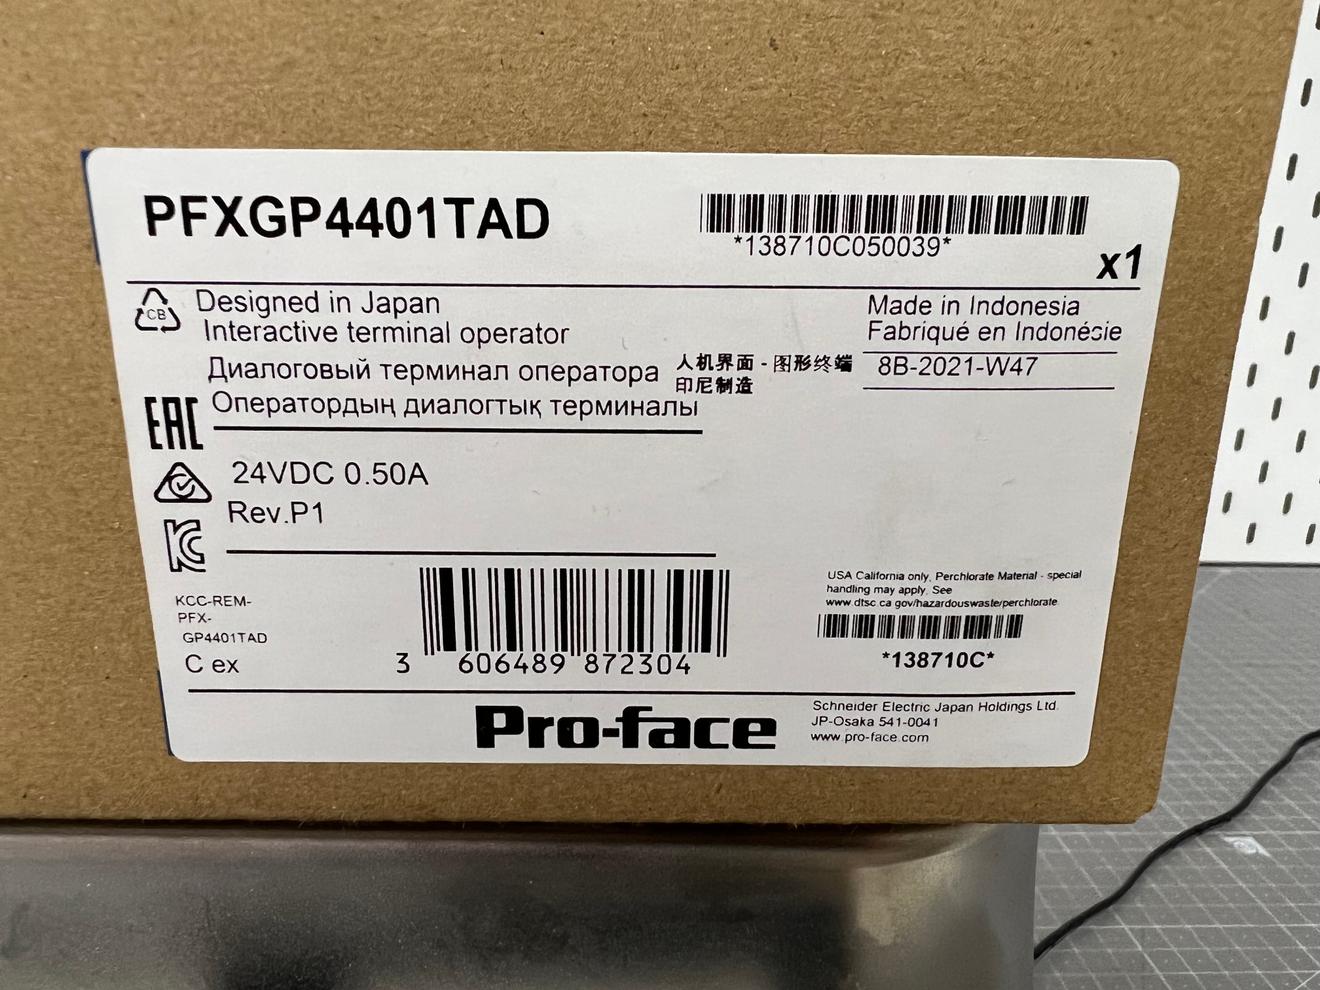 PFXGP4401TAD
*138710C050039*
x1
CB
Designed in Japan
Interactive terminal operator
Made in Indonesia
Fabriqué en Indonésie
Диалоговый терминал оператора
人机界面 - 图形终端
印尼制造
8B-2021-W47
Оператордың диалогтық терминалы
EAC
24VDC 0.50A
Rev.P1
KCC-REM-
PFX-
GP4401TAD
C ex
3 606489 872304
USA California only, Perchlorate Material - special
handling may apply. See
www.dtsc.ca.gov/hazardouswaste/perchlorate
*138710C*
Pro-face
Schneider Electric Japan Holdings Ltd.
JP-Osaka 541-0041
www.pro-face.com